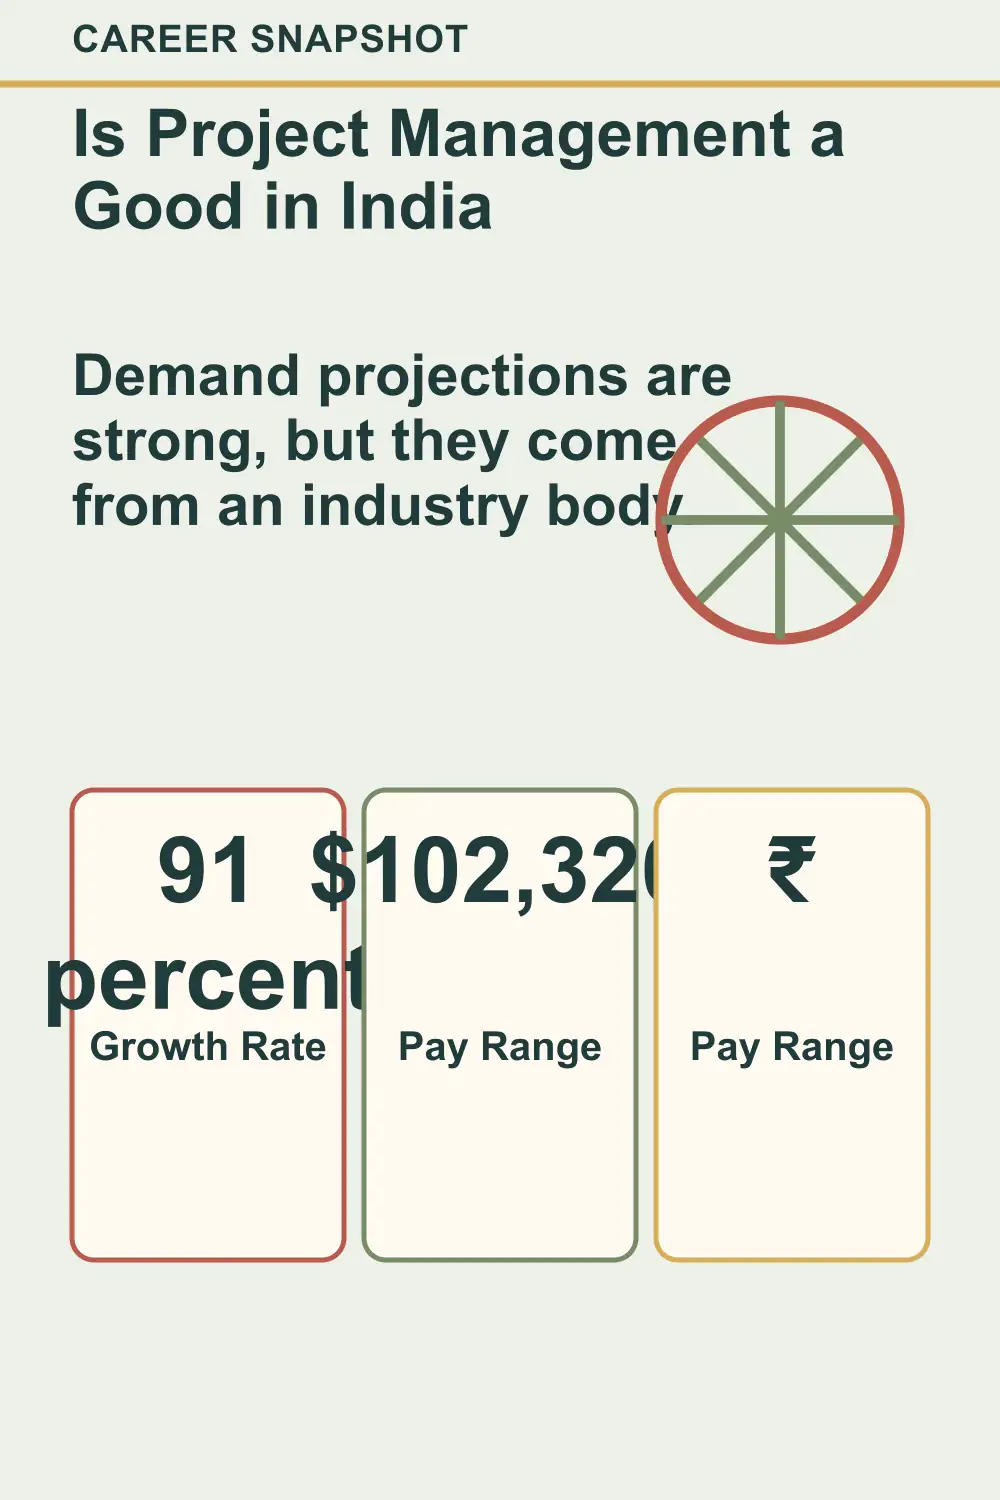 CAREER SNAPSHOT
Is Project Management a
Good in India
Demand projections are
strong, but they come
from an industry body
91
percent
Growth Rate
$102,320
Pay Range
₹
Pay Range